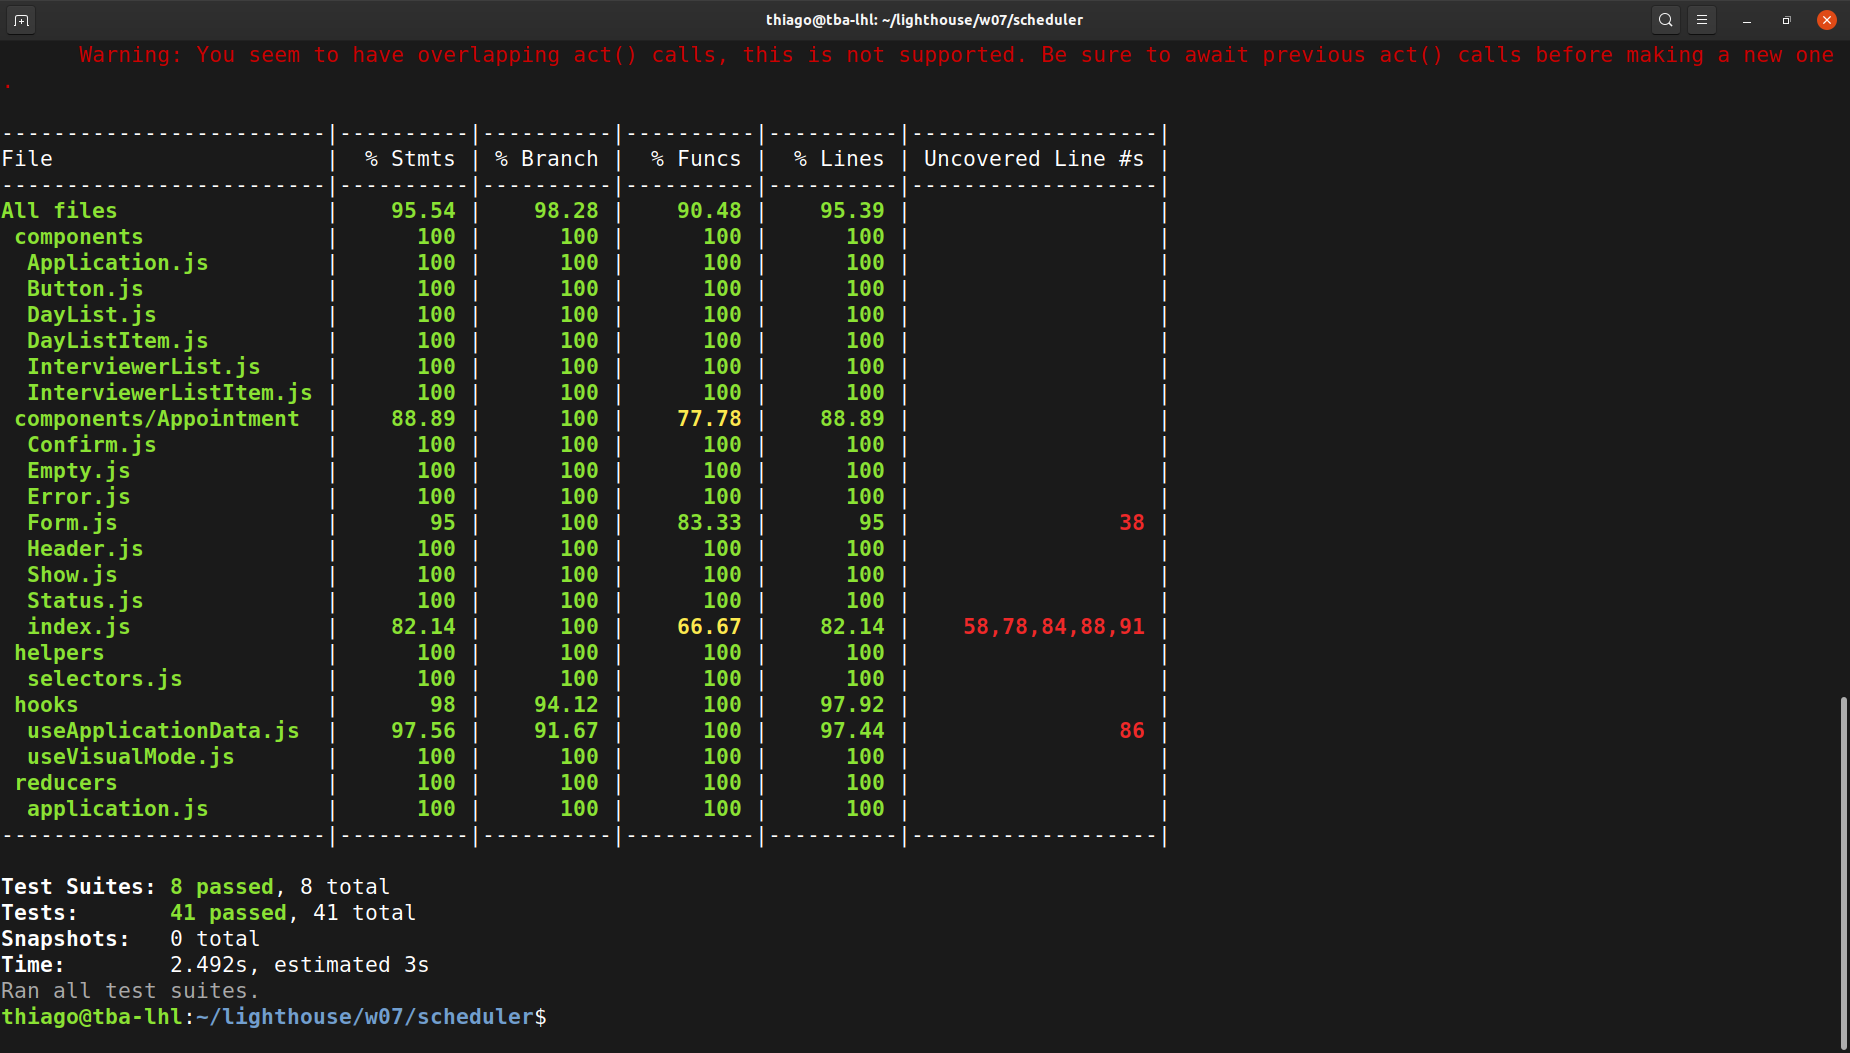 thiago@tba-lhl: ~/lighthouse/w07/scheduler
      Warning: You seem to have overlapping act() calls, this is not supported. Be sure to await previous act() calls before making a new one
.
-------------------------|----------|----------|----------|----------|-------------------|
File                     |  % Stmts | % Branch |  % Funcs |  % Lines | Uncovered Line #s |
-------------------------|----------|----------|----------|----------|-------------------|
All files                |    95.54 |    98.28 |    90.48 |    95.39 |                   |
 components              |      100 |      100 |      100 |      100 |                   |
  Application.js         |      100 |      100 |      100 |      100 |                   |
  Button.js              |      100 |      100 |      100 |      100 |                   |
  DayList.js             |      100 |      100 |      100 |      100 |                   |
  DayListItem.js         |      100 |      100 |      100 |      100 |                   |
  InterviewerList.js     |      100 |      100 |      100 |      100 |                   |
  InterviewerListItem.js |      100 |      100 |      100 |      100 |                   |
 components/Appointment  |    88.89 |      100 |    77.78 |    88.89 |                   |
  Confirm.js             |      100 |      100 |      100 |      100 |                   |
  Empty.js               |      100 |      100 |      100 |      100 |                   |
  Error.js               |      100 |      100 |      100 |      100 |                   |
  Form.js                |       95 |      100 |    83.33 |       95 |                38 |
  Header.js              |      100 |      100 |      100 |      100 |                   |
  Show.js                |      100 |      100 |      100 |      100 |                   |
  Status.js              |      100 |      100 |      100 |      100 |                   |
  index.js               |    82.14 |      100 |    66.67 |    82.14 |    58,78,84,88,91 |
 helpers                 |      100 |      100 |      100 |      100 |                   |
  selectors.js           |      100 |      100 |      100 |      100 |                   |
 hooks                   |       98 |    94.12 |      100 |    97.92 |                   |
  useApplicationData.js  |    97.56 |    91.67 |      100 |    97.44 |                86 |
  useVisualMode.js       |      100 |      100 |      100 |      100 |                   |
 reducers                |      100 |      100 |      100 |      100 |                   |
  application.js         |      100 |      100 |      100 |      100 |                   |
-------------------------|----------|----------|----------|----------|-------------------|
Test Suites: 8 passed, 8 total
Tests:       41 passed, 41 total
Snapshots:   0 total
Time:        2.492s, estimated 3s
Ran all test suites.
thiago@tba-lhl:~/lighthouse/w07/scheduler$